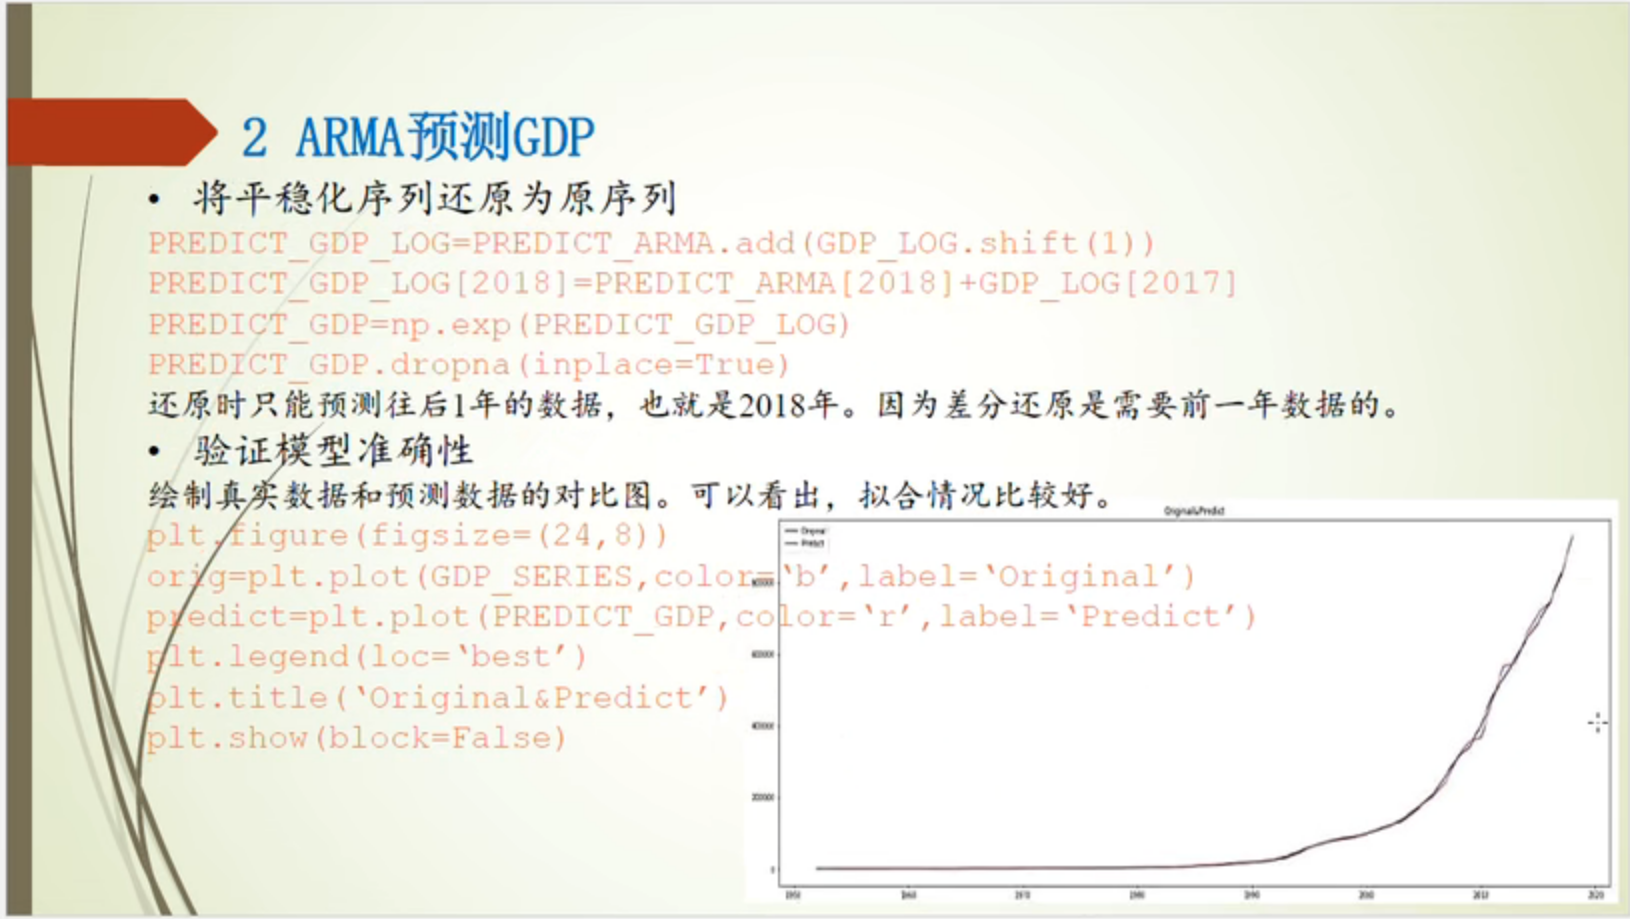 2 ARMA预测GDP
• 将平稳化序列还原为原序列
PREDICT_GDP_LOG=PREDICT_ARMA.add(GDP_LOG.shift(1))
PREDICT_GDP_LOG[2018]=PREDICT_ARMA[2018]+GDP_LOG[2017]
PREDICT_GDP=np.exp(PREDICT_GDP_LOG)
PREDICT_GDP.dropna(inplace=True)
还原时只能预测往后1年的数据，也就是2018年。因为差分还原是需要前一年数据的。
• 验证模型准确性
绘制真实数据和预测数据的对比图。可以看出，拟合情况比较好。
plt.figure(figsize=(24,8))
orig=plt.plot(GDP_SERIES,color=‘b’,label=‘Original’)
predict=plt.plot(PREDICT_GDP,color=‘r’,label=‘Predict’)
plt.legend(loc=‘best’)
plt.title(‘Original&Predict’)
plt.show(block=False)
Original&Predict
Original
Predict
800000
600000
400000
200000
0
1950 1960 1970 1980 1990 2000 2010 2020